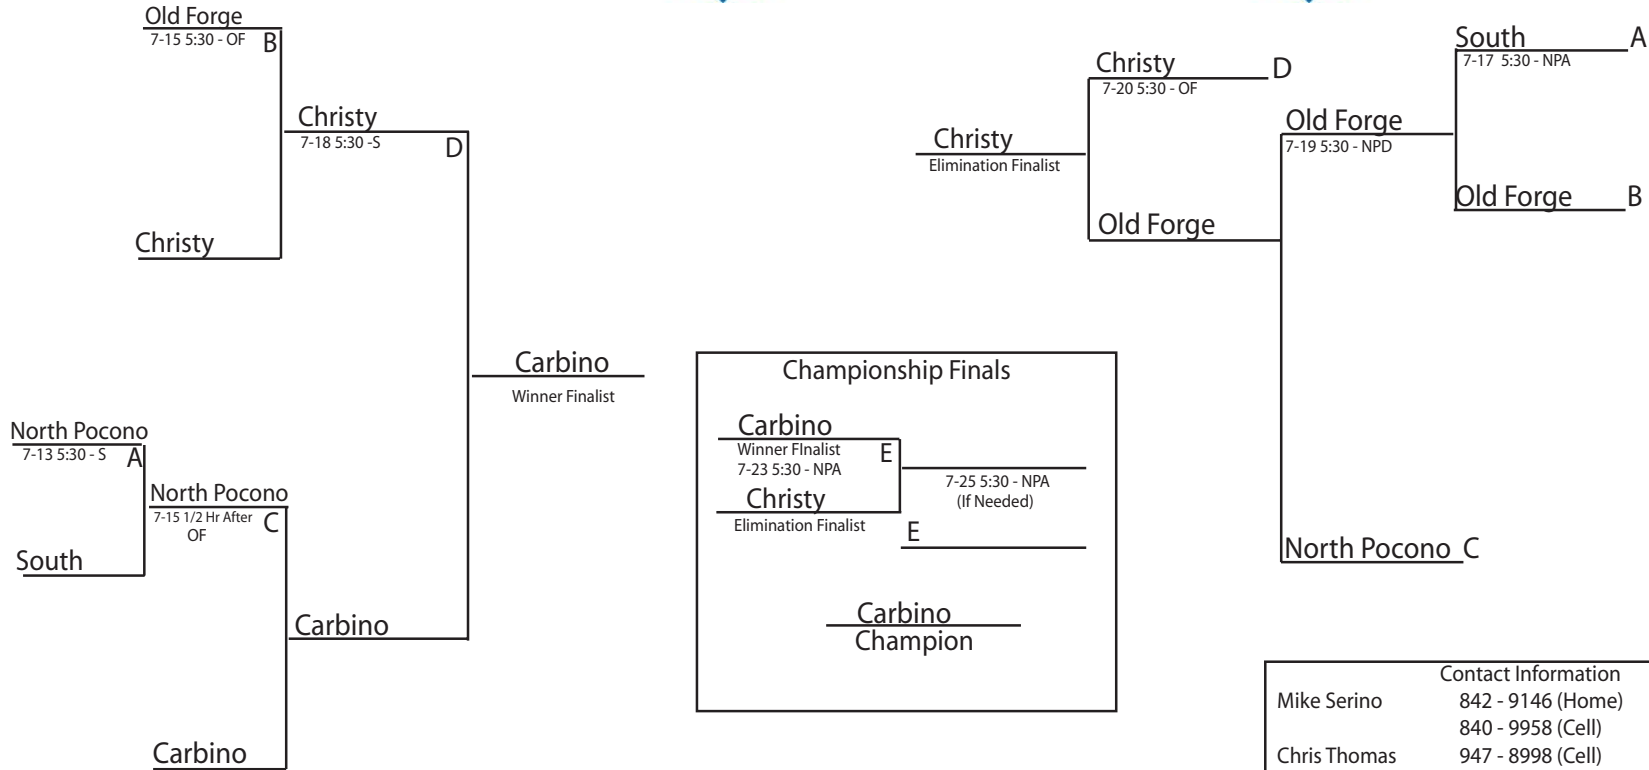 Old Forge
7-15 5:30 - OF B
Christy
7-18 5:30 -S D
Christy
Carbino
Winner Finalist
North Pocono
7-13 5:30 - S A
North Pocono
7-15 1/2 Hr After C
OF
South
Carbino
Carbino
Championship Finals
Carbino
Winner FInalist E
7-23 5:30 - NPA
Christy
Elimination Finalist
7-25 5:30 - NPA
(If Needed)
E
Carbino
Champion
Christy D
7-20 5:30 - OF
Christy
Elimination Finalist
Old Forge
South A
7-17 5:30 - NPA
Old Forge
7-19 5:30 - NPD
Old Forge B
North Pocono C
Contact Information
Mike Serino 842 - 9146 (Home)
840 - 9958 (Cell)
Chris Thomas 947 - 8998 (Cell)